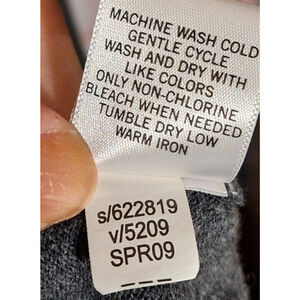 MACHINE WASH COLD
GENTLE CYCLE
WASH AND DRY WITH
LIKE COLORS
ONLY NON-CHLORINE
BLEACH WHEN NEEDED
TUMBLE DRY LOW
WARM IRON
s/622819
v/5209
SPR09